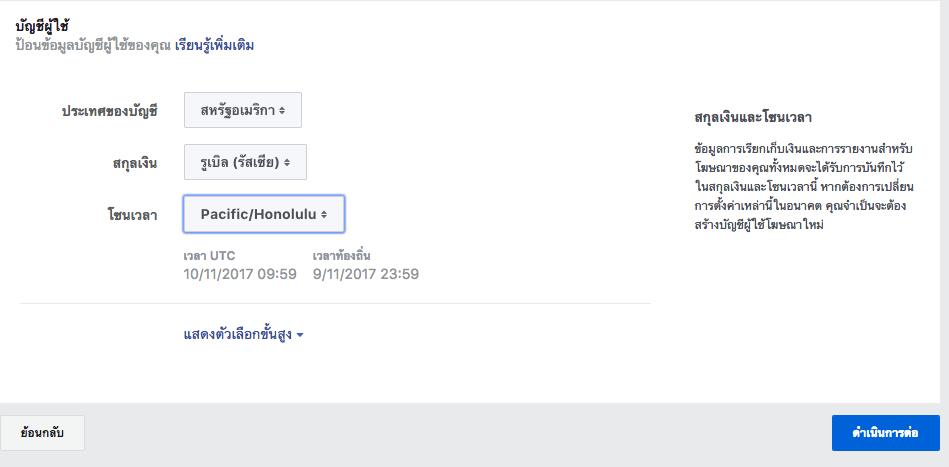 บัญชีผู้ใช้
ป้อนข้อมูลบัญชีผู้ใช้ของคุณ เรียนรู้เพิ่มเติม
ประเทศของบัญชี
สหรัฐอเมริกา
สกุลเงิน
รูเบิล (รัสเซีย)
โซนเวลา
Pacific/Honolulu
เวลา UTC
เวลาท้องถิ่น
10/11/2017 09:59
9/11/2017 23:59
แสดงตัวเลือกขั้นสูง
สกุลเงินและโซนเวลา
ข้อมูลการเรียกเก็บเงินและการรายงานสำหรับ
โฆษณาของคุณทั้งหมดจะได้รับการบันทึกไว้
ในสกุลเงินและโซนเวลานี้ หากต้องการเปลี่ยน
การตั้งค่าเหล่านี้ในอนาคต คุณจำเป็นจะต้อง
สร้างบัญชีผู้ใช้โฆษณาใหม่
ย้อนกลับ
ดำเนินการต่อ